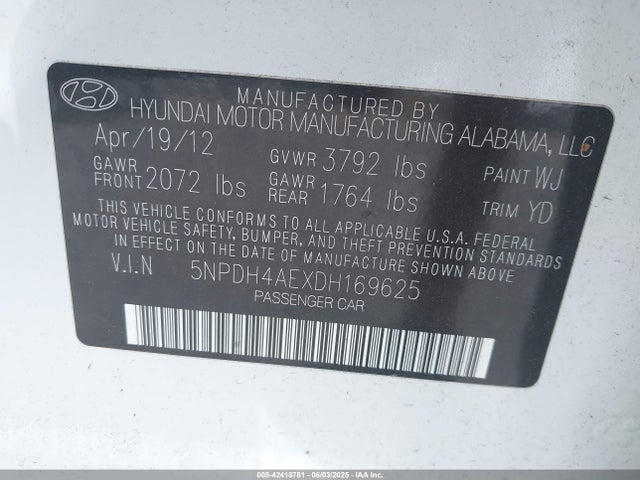 MANUFACTURED BY
HYUNDAI MOTOR MANUFACTURING ALABAMA, LLC
Apr/19/12 GVWR 3792 lbs PAINT WJ
GAWR FRONT 2072 lbs GAWR REAR 1764 lbs TRIM YD
THIS VEHICLE CONFORMS TO ALL APPLICABLE U.S.A. FEDERAL
MOTOR VEHICLE SAFETY, BUMPER, AND THEFT PREVENTION STANDARDS
IN EFFECT ON THE DATE OF MANUFACTURE SHOWN ABOVE
V.I.N 5NPDH4AEXDH169625
PASSENGER CAR
000-42416781 - 06/03/2025 - IAAI.COM